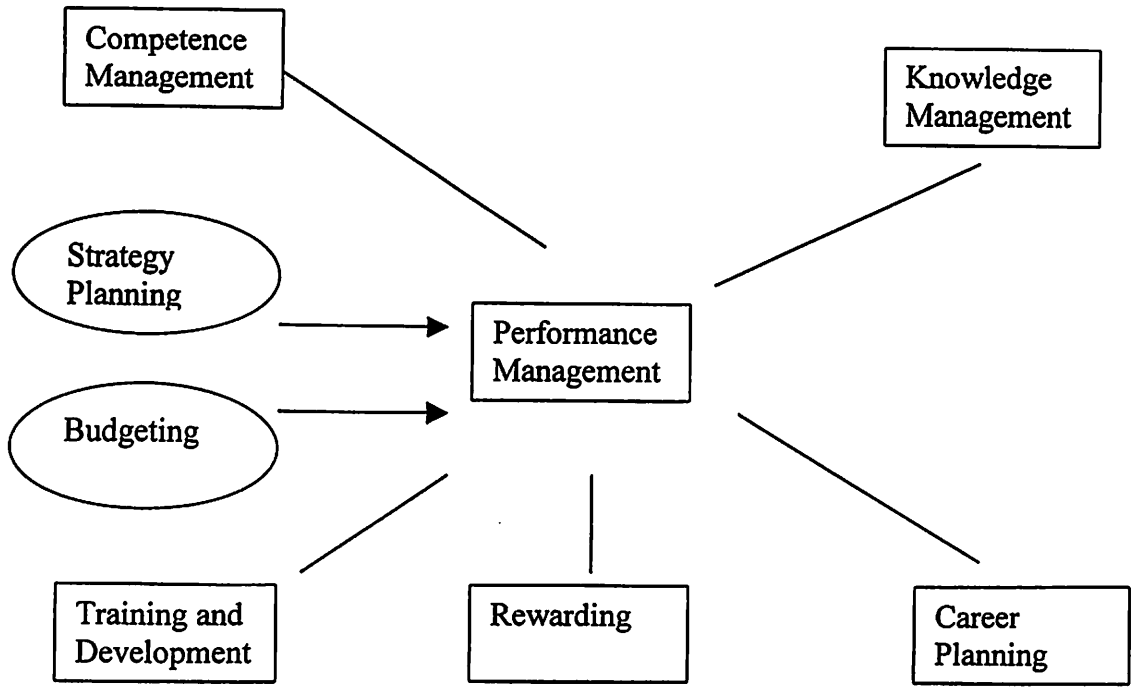 Competence
Management
Knowledge
Management
Strategy
Planning
Performance
Management
Budgeting
Training and
Development
Rewarding
Career
Planning